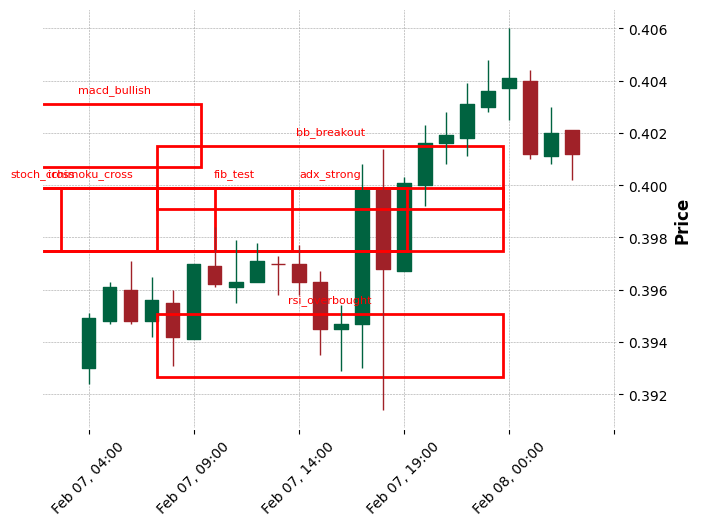 0.406
macd_bullish
0.404
bb_breakout
0.402
stoch_cross
ichimoku_cross
fib_test
adx_strong
0.400
Price
0.398
0.396
rsi_overbought
0.394
0.392
Feb 07, 04:00
Feb 07, 09:00
Feb 07, 14:00
Feb 07, 19:00
Feb 08, 00:00